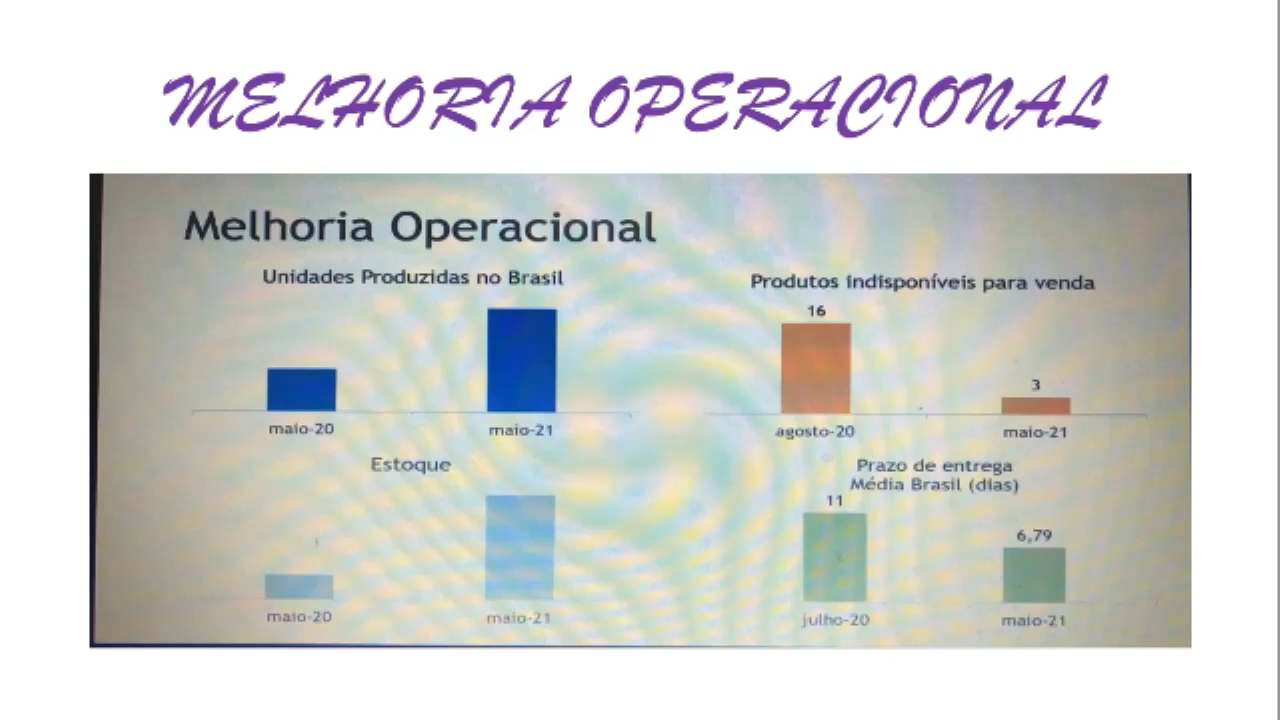 MELHORIA OPERACIONAL
Melhoria Operacional
Unidades Produzidas no Brasil
maio-20
maio-21
Produtos indisponíveis para venda
16
3
agosto-20
maio-21
Estoque
maio-20
maio-21
Prazo de entrega
Média Brasil (dias)
11
6,79
julho-20
maio-21